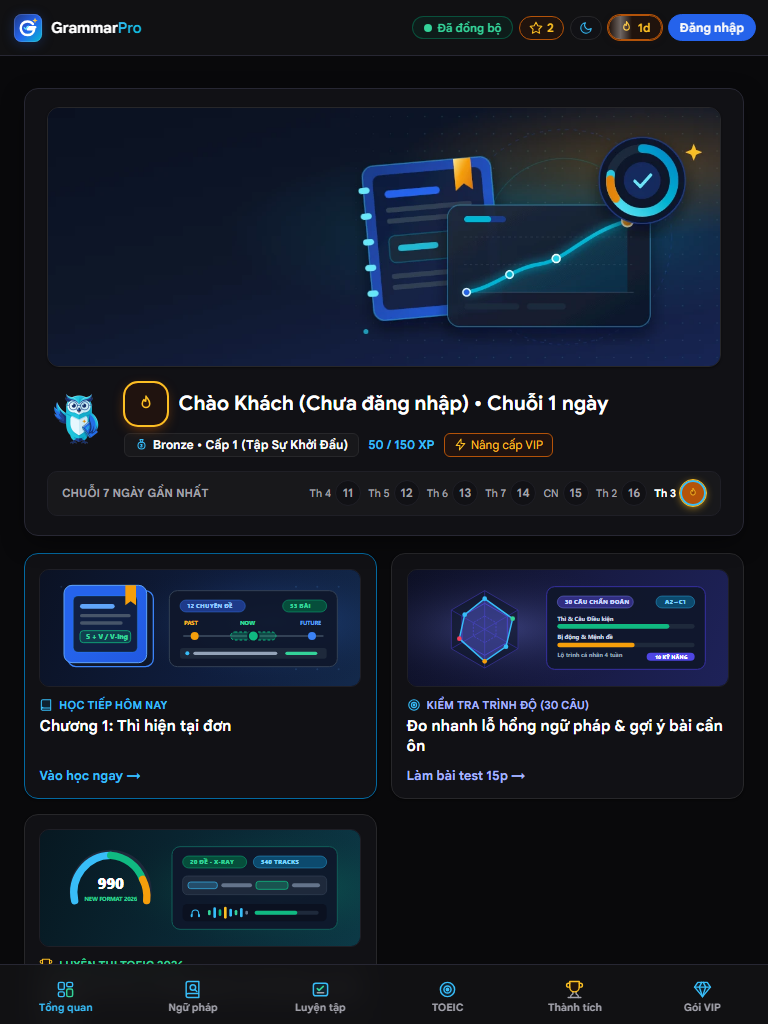 GrammarPro
Đã đồng bộ
2
1d
Đăng nhập
Chào Khách (Chưa đăng nhập) • Chuỗi 1 ngày
Bronze • Cấp 1 (Tập Sự Khởi Đầu)
50 / 150 XP
Nâng cấp VIP
CHUỖI 7 NGÀY GẦN NHẤT
Th 4 11 Th 5 12 Th 6 13 Th 7 14 CN 15 Th 2 16 Th 3
S + V / V-ing
12 CHUYÊN ĐỀ
53 BÀI
PAST
NOW
FUTURE
HỌC TIẾP HÔM NAY
Chương 1: Thì hiện tại đơn
Vào học ngay →
30 CÂU CHẨN ĐOÁN
A2–C1
Thì & Câu Điều kiện
Bị động & Mệnh đề
Lộ trình cá nhân 4 tuần
10 KỸ NĂNG
KIỂM TRA TRÌNH ĐỘ (30 CÂU)
Đo nhanh lỗ hổng ngữ pháp & gợi ý bài cần
ôn
Làm bài test 15p →
990
NEW FORMAT 2026
20 ĐỀ · X-RAY
540 TRACKS
LUYỆN THI TOEIC 2026
Tổng quan
Ngữ pháp
Luyện tập
TOEIC
Thành tích
Gói VIP